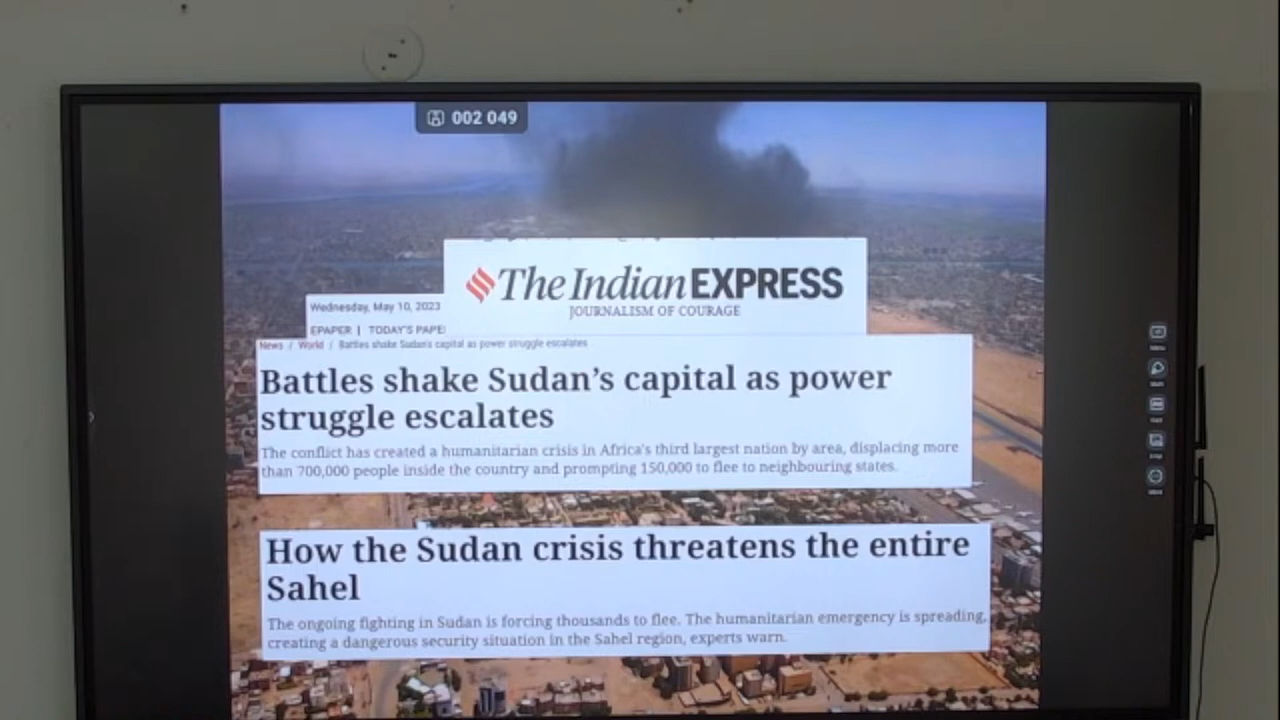 002 049
The Indian EXPRESS
JOURNALISM OF COURAGE
Wednesday, May 10, 2023
EPAPER | TODAY'S PAPE
News / World / Battles shake Sudan's capital as power struggle escalates
Battles shake Sudan's capital as power
struggle escalates
The conflict has created a humanitarian crisis in Africa's third largest nation by area, displacing more
than 700,000 people inside the country and prompting 150,000 to flee to neighbouring states.
How the Sudan crisis threatens the entire
Sahel
The ongoing fighting in Sudan is forcing thousands to flee. The humanitarian emergency is spreading,
creating a dangerous security situation in the Sahel region, experts warn.
Menu